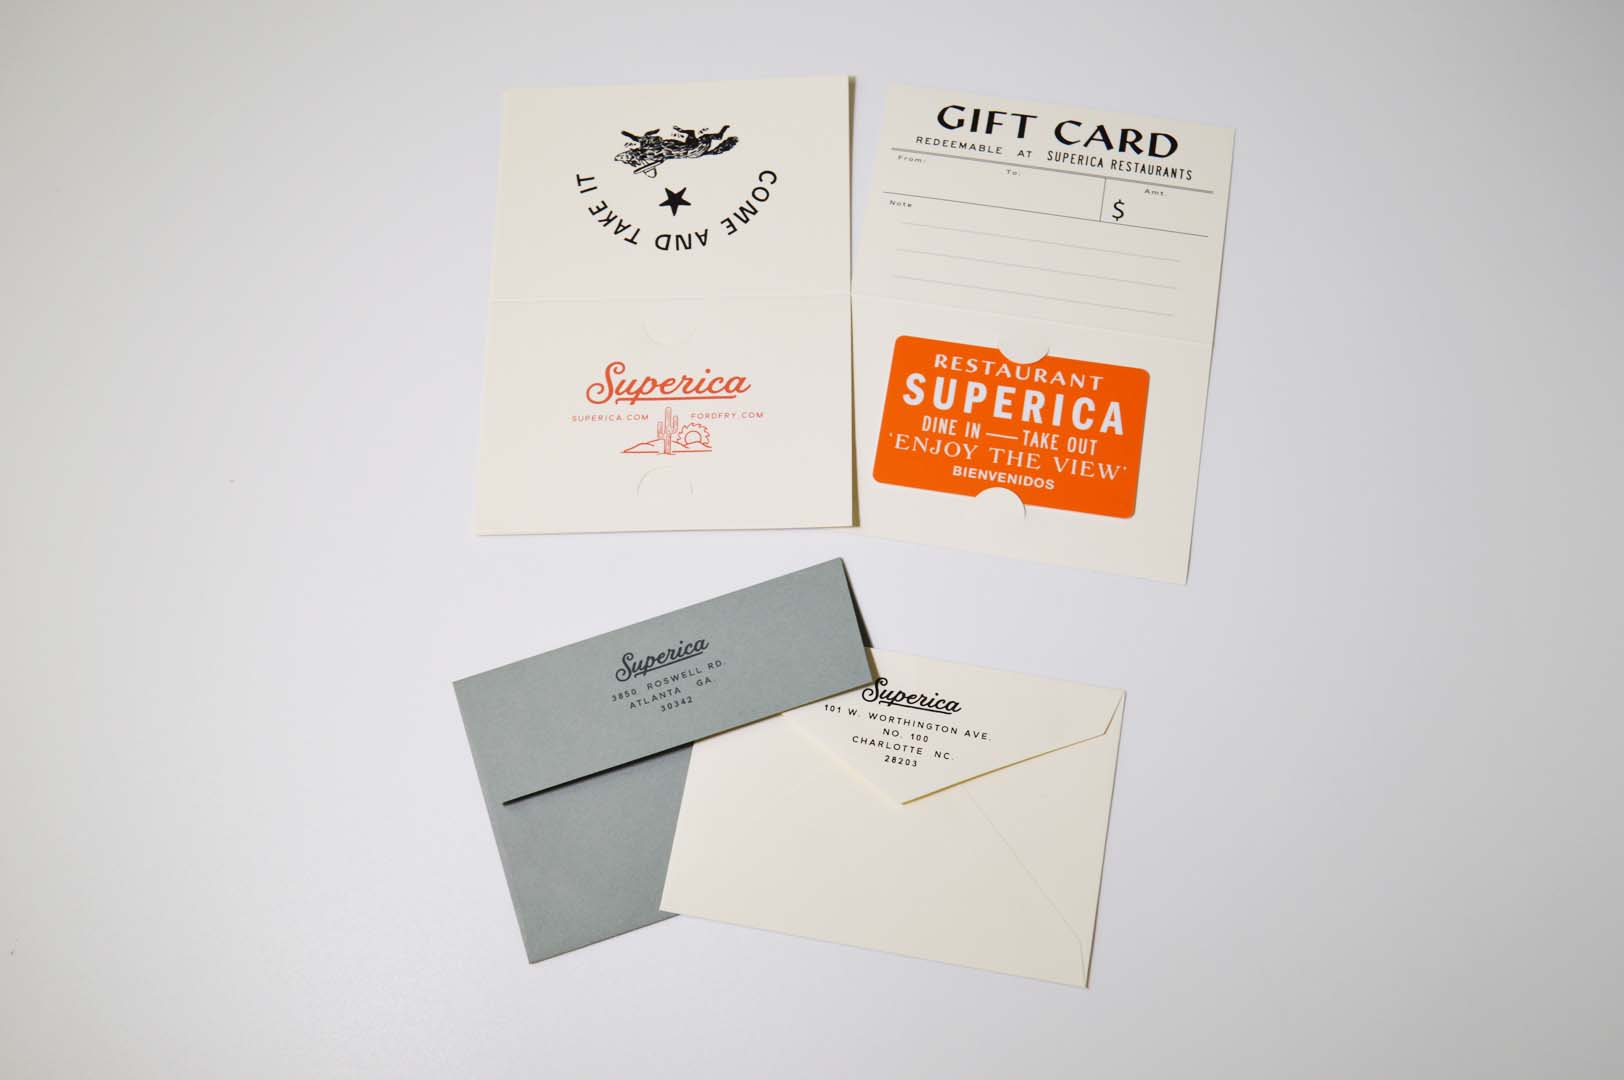 COME AND TAKE IT
Superica
SUPERICA.COM FORDFRY.COM
GIFT CARD
REDEEMABLE AT SUPERICA RESTAURANTS
From: To: Amt.
$
Note
RESTAURANT
SUPERICA
DINE IN — TAKE OUT
'ENJOY THE VIEW'
BIENVENIDOS
Superica
3850 ROSWELL RD.
ATLANTA GA.
30342
Superica
101 W. WORTHINGTON AVE.
NO. 100
CHARLOTTE NC.
28203